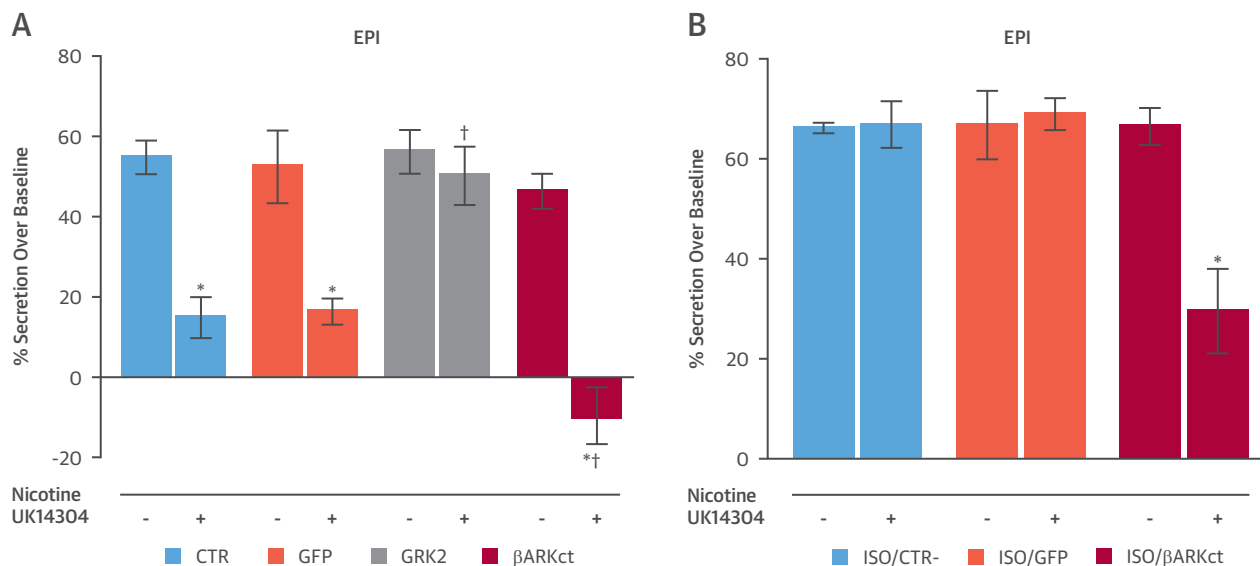 A
EPI
% Secretion Over Baseline
80
60
40
20
0
-20
*
*
†
*†
Nicotine
UK14304 - + - + - + - +
CTR GFP GRK2 βARKct
B
EPI
% Secretion Over Baseline
80
60
40
20
0
*
Nicotine
UK14304 - + - + - +
ISO/CTR- ISO/GFP ISO/βARKct